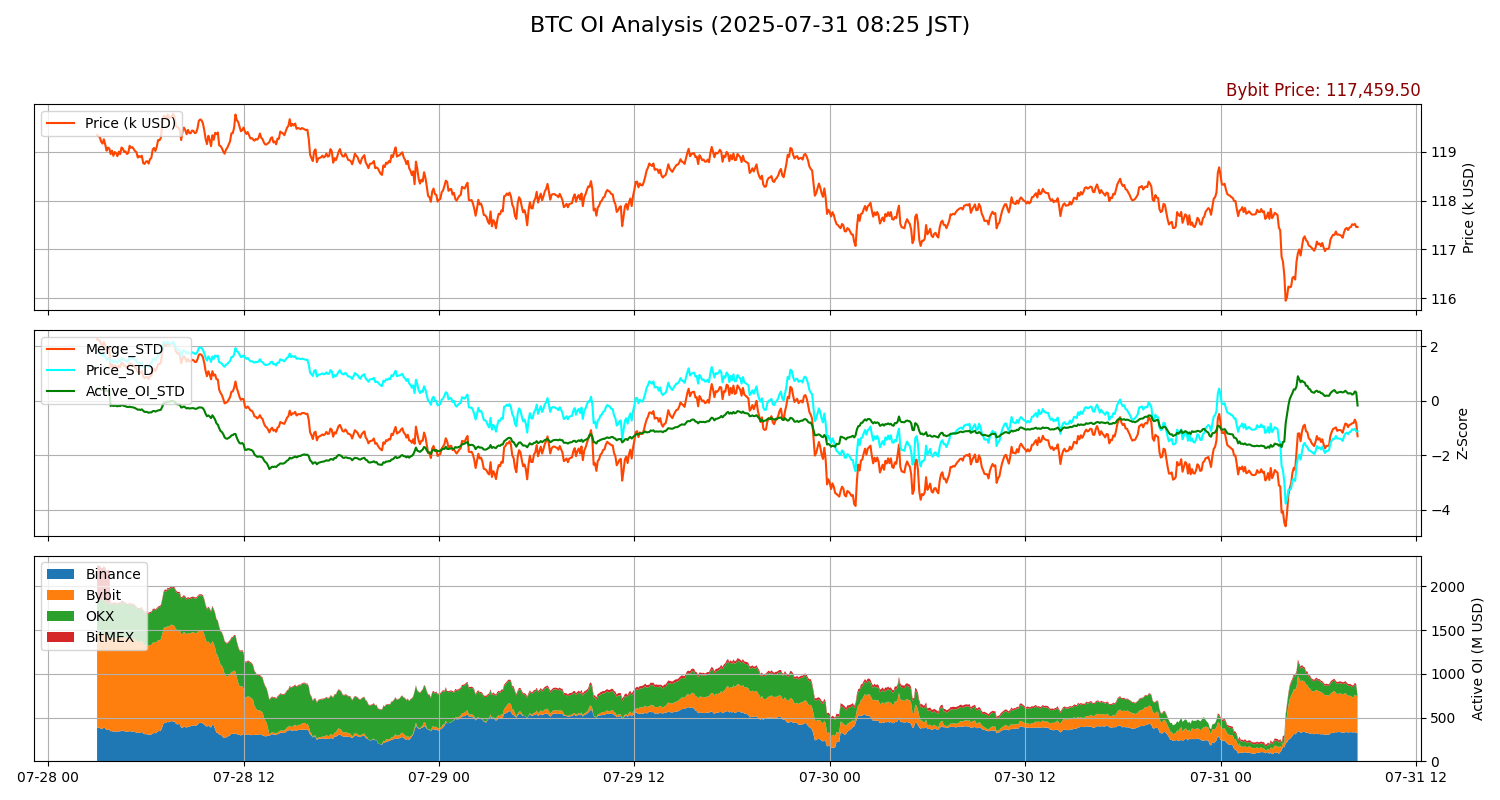 BTC OI Analysis (2025-07-31 08:25 JST)
Bybit Price: 117,459.50
Price (k USD)
119
118
117
116
Price (k USD)
Merge_STD
Price_STD
Active_OI_STD
2
0
−2
−4
Z-Score
Binance
Bybit
OKX
BitMEX
2000
1500
1000
500
0
Active OI (M USD)
07-28 00
07-28 12
07-29 00
07-29 12
07-30 00
07-30 12
07-31 00
07-31 12